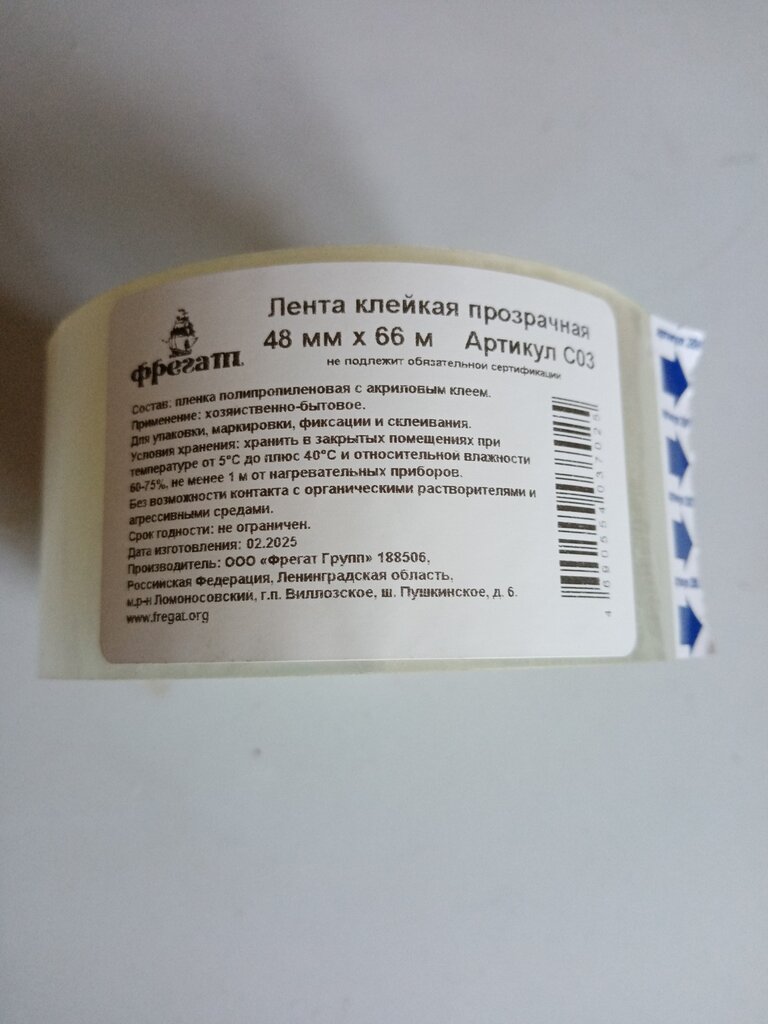 фрегат
Лента клейкая прозрачная
48 мм х 66 м Артикул С03
не подлежит обязательной сертификации
Состав: пленка полипропиленовая с акриловым клеем.
Применение: хозяйственно-бытовое.
Для упаковки, маркировки, фиксации и склеивания.
Условия хранения: хранить в закрытых помещениях при
температуре от 5°С до плюс 40°С и относительной влажности
60-75%, не менее 1 м от нагревательных приборов.
Без возможности контакта с органическими растворителями и
агрессивными средами.
Срок годности: не ограничен.
Дата изготовления: 02.2025
Производитель: ООО «Фрегат Групп» 188506,
Российская Федерация, Ленинградская область,
м.р-н Ломоносовский, г.п. Виллозское, ш. Пушкинское, д. 6.
www.fregat.org
4 690554 037025